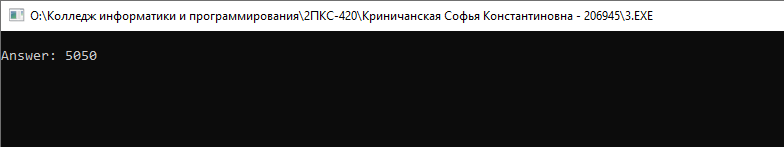 O:\Колледж информатики и программирования\2ПКС-420\Криничанская Софья Константиновна - 206945\3.EXE
Answer: 5050